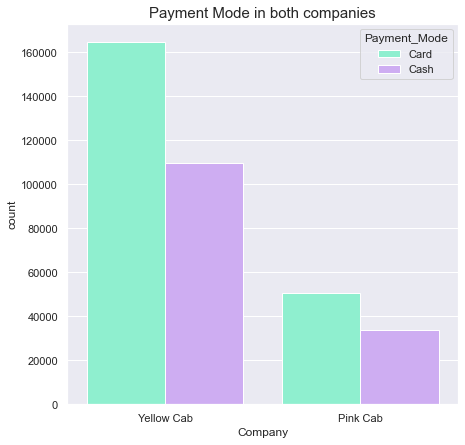 Payment Mode in both companies
Payment_Mode
Card
Cash
160000
140000
120000
100000
80000
60000
40000
20000
0
count
Yellow Cab
Pink Cab
Company